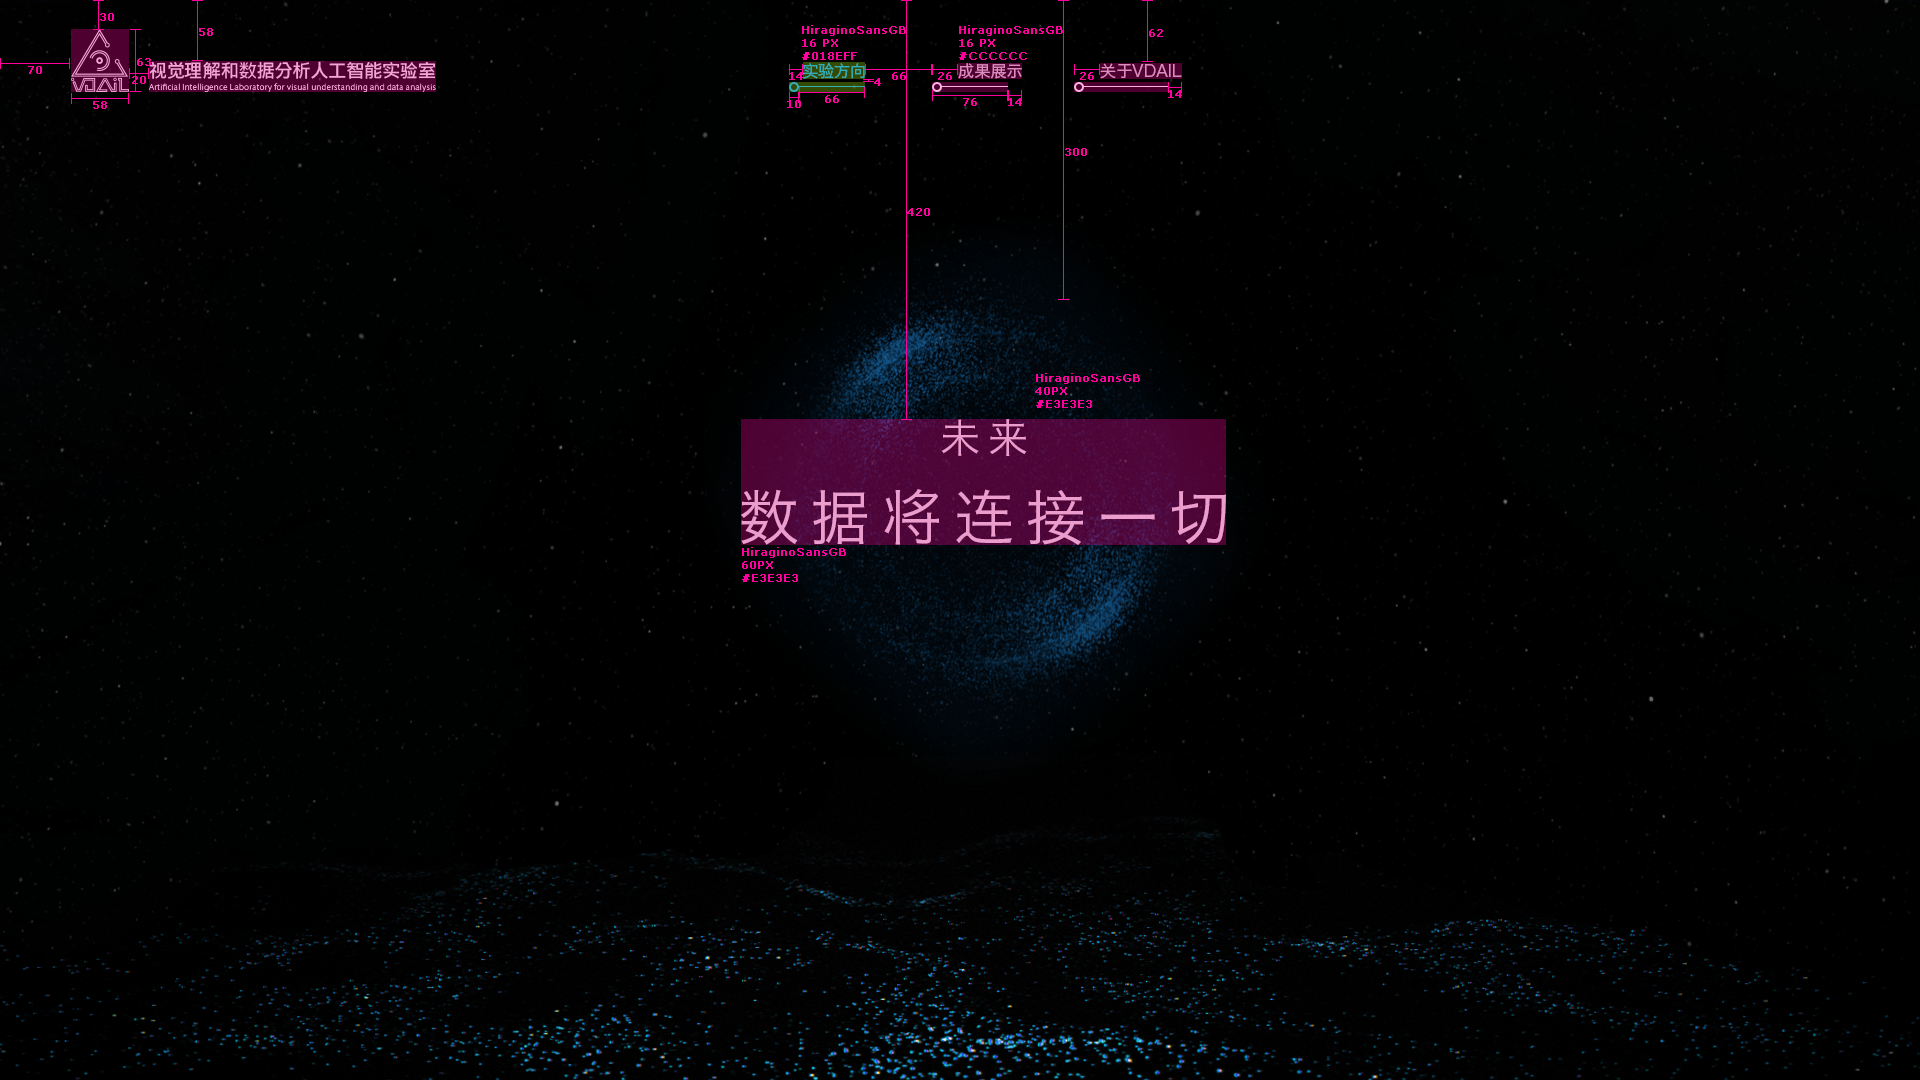 30
58
HiraginoSansGB
16 PX
#018EFF
HiraginoSansGB
16 PX
#CCCCCC
62
70
63
20
58
VDAIL
视觉理解和数据分析人工智能实验室
Artificial Intelligence Laboratory for visual understanding and data analysis
14
实验方向
4
66
26
成果展示
26
关于VDAIL
10
66
76
14
14
300
420
HiraginoSansGB
40PX
#E3E3E3
未来
数据将连接一切
HiraginoSansGB
60PX
#E3E3E3